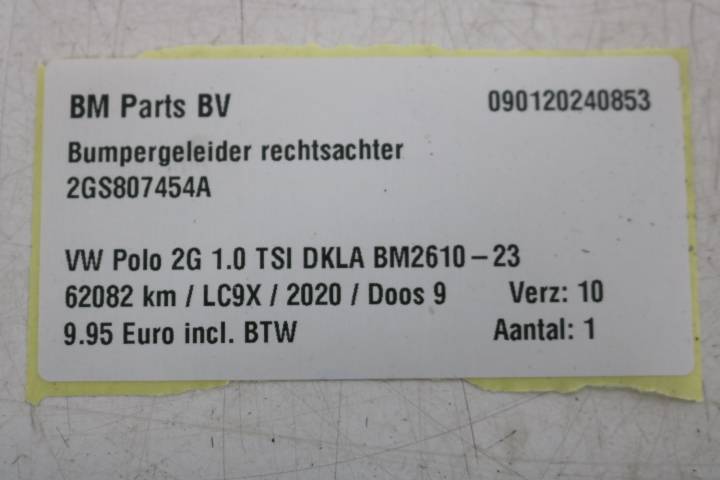 BM Parts BV 090120240853
Bumpergeleider rechtsachter
2GS807454A
VW Polo 2G 1.0 TSI DKLA BM2610-23
62082 km / LC9X / 2020 / Doos 9 Verz: 10
9.95 Euro incl. BTW Aantal: 1